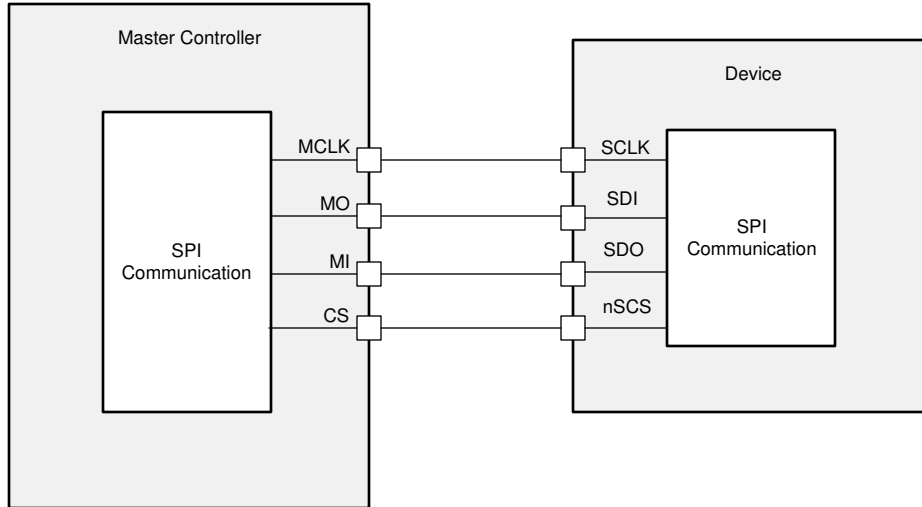 Master Controller
Device
MCLK
SCLK
MO
SDI
SPI
Communication
SPI
Communication
MI
SDO
CS
nSCS